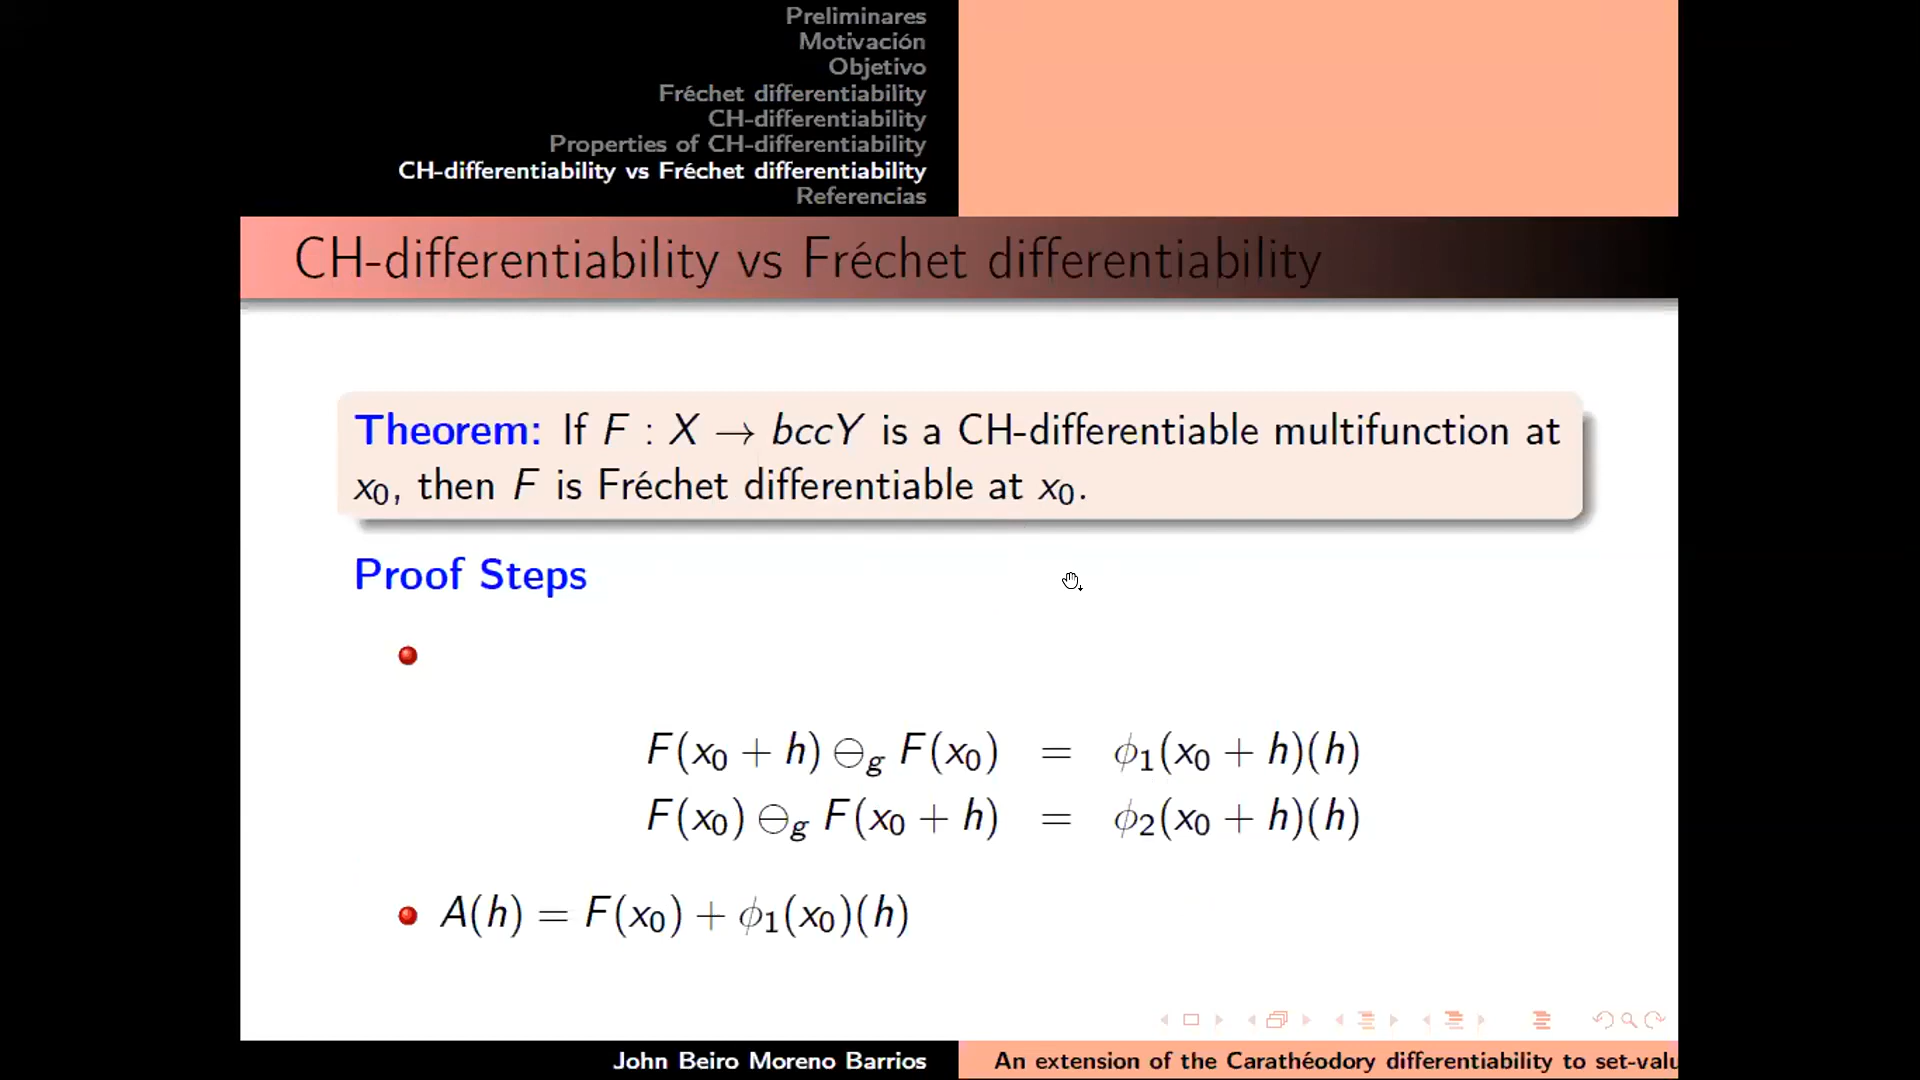 Preliminares
Motivación
Objetivo
Fréchet differentiability
CH-differentiability
Properties of CH-differentiability
CH-differentiability vs Fréchet differentiability
Referencias
CH-differentiability vs Fréchet differentiability
Theorem: If F : X → bccY is a CH-differentiable multifunction at
x₀, then F is Fréchet differentiable at x₀.
Proof Steps
F(x₀ + h) ⊖_g F(x₀) = ϕ₁(x₀ + h)(h)
F(x₀) ⊖_g F(x₀ + h) = ϕ₂(x₀ + h)(h)
A(h) = F(x₀) + ϕ₁(x₀)(h)
John Beiro Moreno Barrios
An extension of the Carathéodory differentiability to set-valu